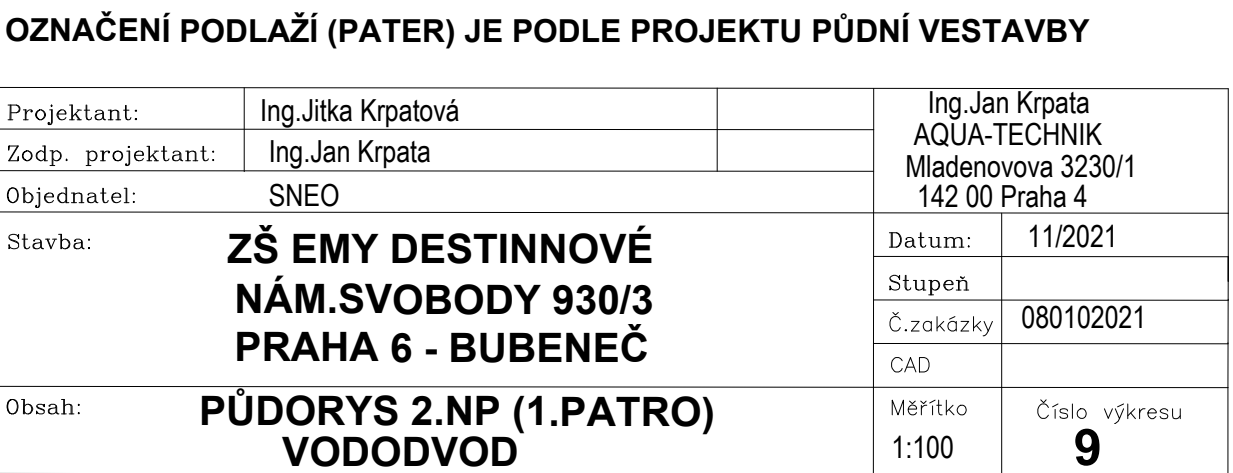 OZNAČENÍ PODLAŽÍ (PATER) JE PODLE PROJEKTU PŮDNÍ VESTAVBY
Projektant: Ing.Jitka Krpatová
Zodp. projektant: Ing.Jan Krpata
Objednatel: SNEO
Ing.Jan Krpata
AQUA-TECHNIK
Mladenovova 3230/1
142 00 Praha 4
Stavba: ZŠ EMY DESTINNOVÉ
NÁM.SVOBODY 930/3
PRAHA 6 - BUBENEČ
Datum: 11/2021
Stupeň
Č.zakázky 080102021
CAD
Obsah: PŮDORYS 2.NP (1.PATRO)
VODODVOD
Měřítko
1:100
Číslo výkresu
9